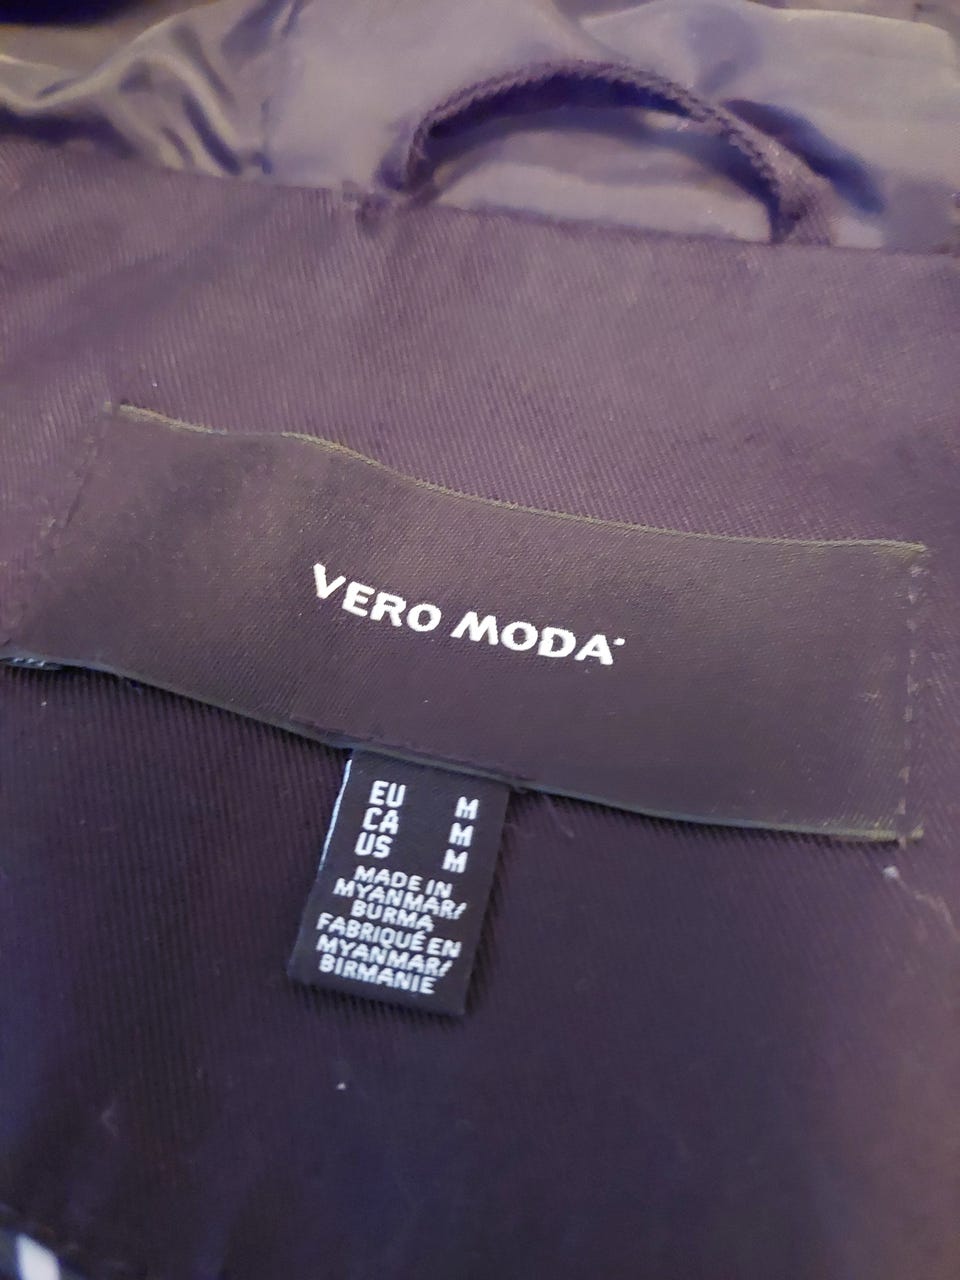 VERO MODA
EU M
CA M
US M
MADE IN
MYANMAR/
BURMA
FABRIQUÉ EN
MYANMAR/
BIRMANIE